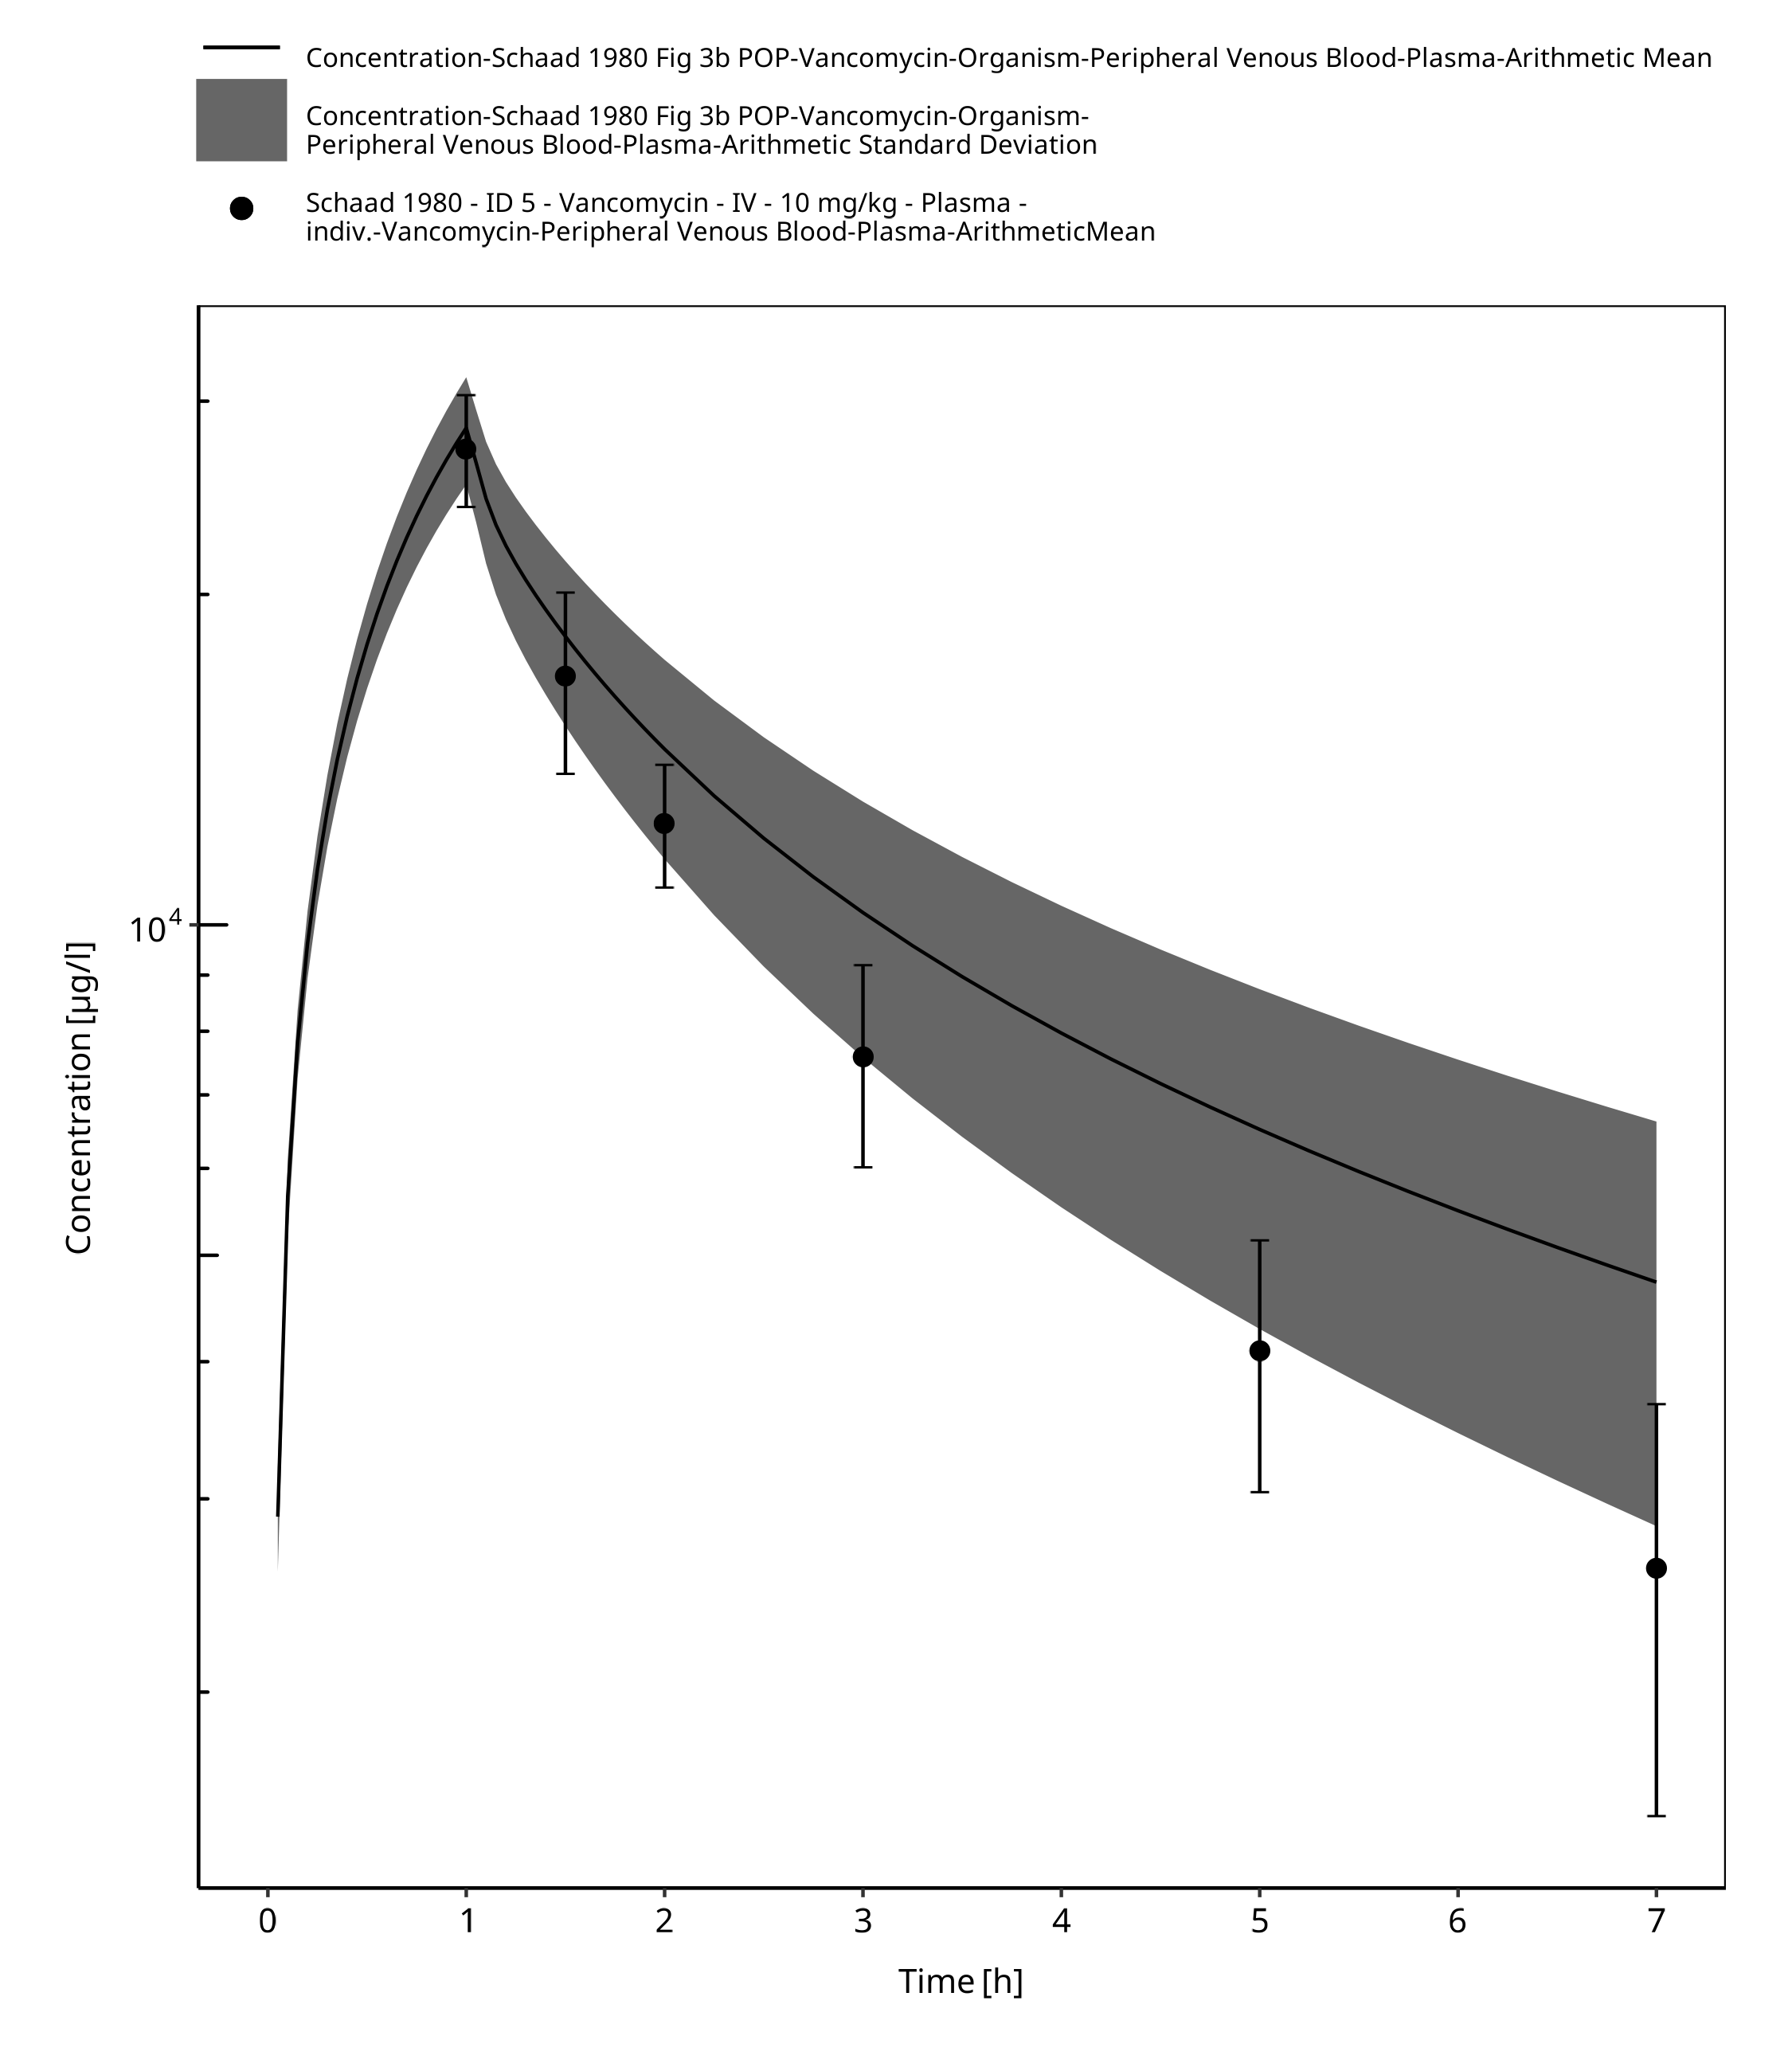 Concentration-Schaad 1980 Fig 3b POP-Vancomycin-Organism-Peripheral Venous Blood-Plasma-Arithmetic Mean
Concentration-Schaad 1980 Fig 3b POP-Vancomycin-Organism-
Peripheral Venous Blood-Plasma-Arithmetic Standard Deviation
Schaad 1980 - ID 5 - Vancomycin - IV - 10 mg/kg - Plasma -
indiv.-Vancomycin-Peripheral Venous Blood-Plasma-ArithmeticMean
10⁴
Concentration [µg/l]
0 1 2 3 4 5 6 7
Time [h]